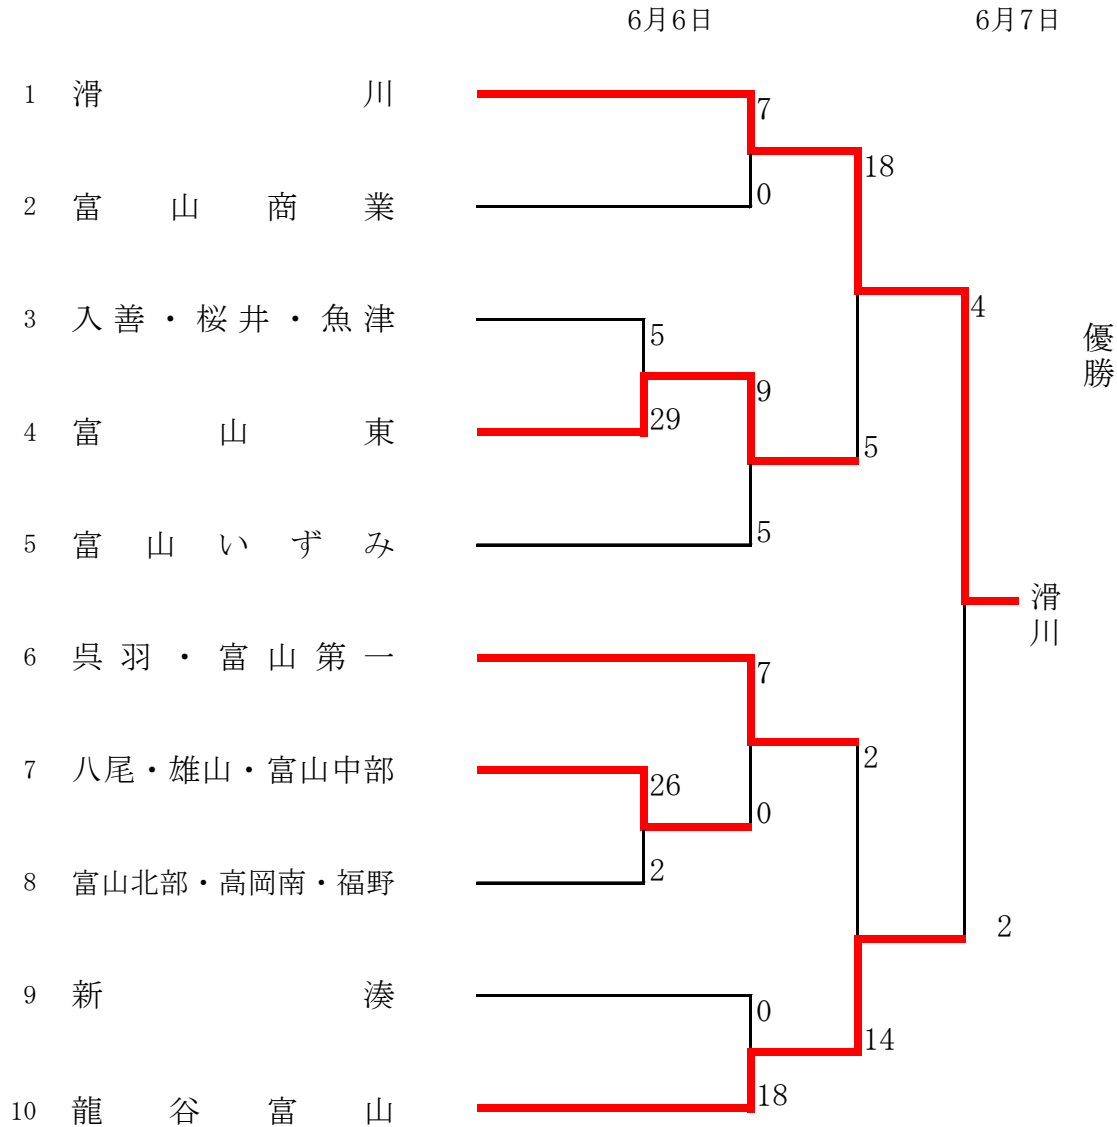 6月6日 6月7日
1 滑川
7
18
2 富山商業
0
4
3 入善・桜井・魚津
5
優勝
9
4 富山東
29
5
5 富山いずみ
5
滑川
6 呉羽・富山第一
7
2
7 八尾・雄山・富山中部
26
0
8 富山北部・高岡南・福野
2
2
9 新湊
0
14
10 龍谷富山
18